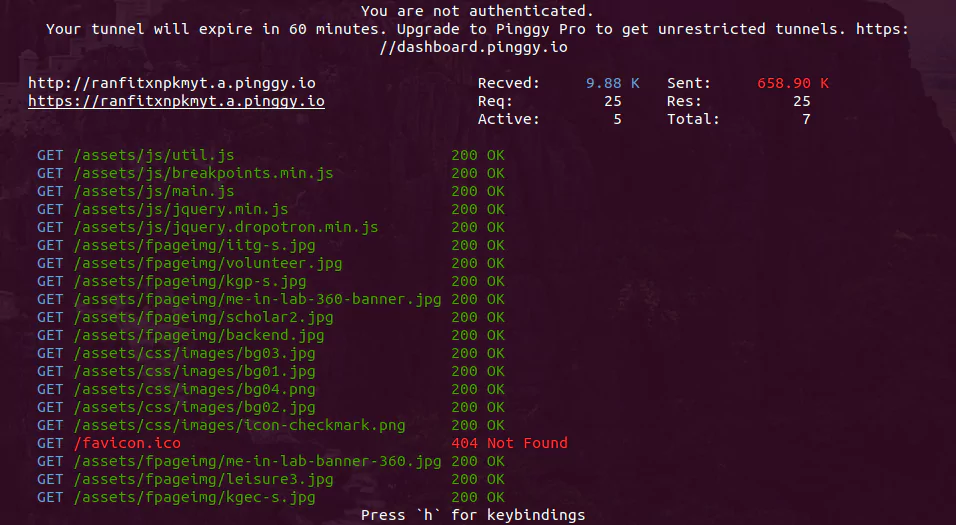 You are not authenticated.
Your tunnel will expire in 60 minutes. Upgrade to Pinggy Pro to get unrestricted tunnels. https:
//dashboard.pinggy.io
http://ranfitxnpkmyt.a.pinggy.io Recved: 9.88 K Sent: 658.90 K
https://ranfitxnpkmyt.a.pinggy.io Req: 25 Res: 25
Active: 5 Total: 7
GET /assets/js/util.js 200 OK
GET /assets/js/breakpoints.min.js 200 OK
GET /assets/js/main.js 200 OK
GET /assets/js/jquery.min.js 200 OK
GET /assets/js/jquery.dropotron.min.js 200 OK
GET /assets/fpageimg/iitg-s.jpg 200 OK
GET /assets/fpageimg/volunteer.jpg 200 OK
GET /assets/fpageimg/kgp-s.jpg 200 OK
GET /assets/fpageimg/me-in-lab-360-banner.jpg 200 OK
GET /assets/fpageimg/scholar2.jpg 200 OK
GET /assets/fpageimg/backend.jpg 200 OK
GET /assets/css/images/bg03.jpg 200 OK
GET /assets/css/images/bg01.jpg 200 OK
GET /assets/css/images/bg04.png 200 OK
GET /assets/css/images/bg02.jpg 200 OK
GET /assets/css/images/icon-checkmark.png 200 OK
GET /favicon.ico 404 Not Found
GET /assets/fpageimg/me-in-lab-banner-360.jpg 200 OK
GET /assets/fpageimg/leisure3.jpg 200 OK
GET /assets/fpageimg/kgec-s.jpg 200 OK
Press `h` for keybindings